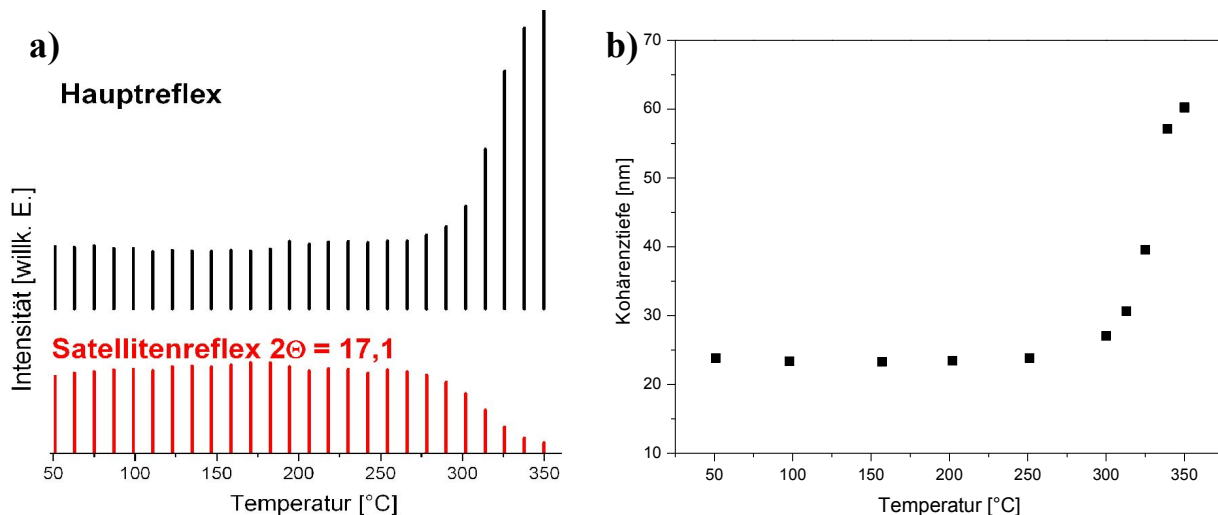 a)
Hauptreflex
Intensität [willk. E.]
Satellitenreflex 2Θ = 17,1
50 100 150 200 250 300 350
Temperatur [°C]
b)
70
60
50
40
30
20
10
Kohärenztiefe [nm]
50 100 150 200 250 300 350
Temperatur [°C]